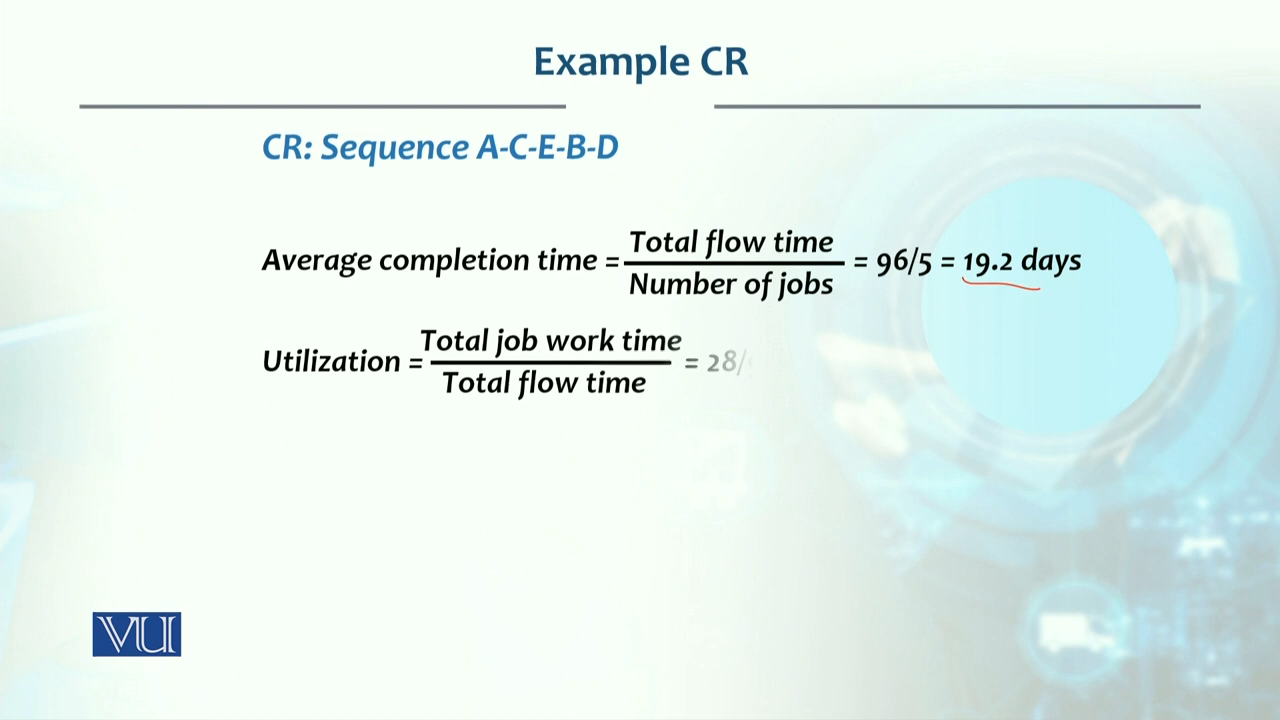 Example CR
CR: Sequence A-C-E-B-D
Average completion time = Total flow time / Number of jobs = 96/5 = 19.2 days
Utilization = Total job work time / Total flow time = 28/
VU